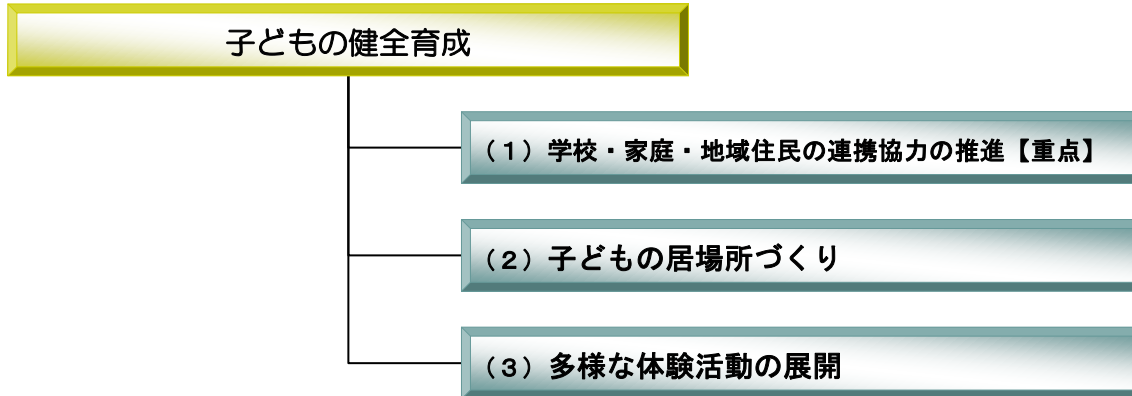 子どもの健全育成
（１）学校・家庭・地域住民の連携協力の推進【重点】
（２）子どもの居場所づくり
（３）多様な体験活動の展開